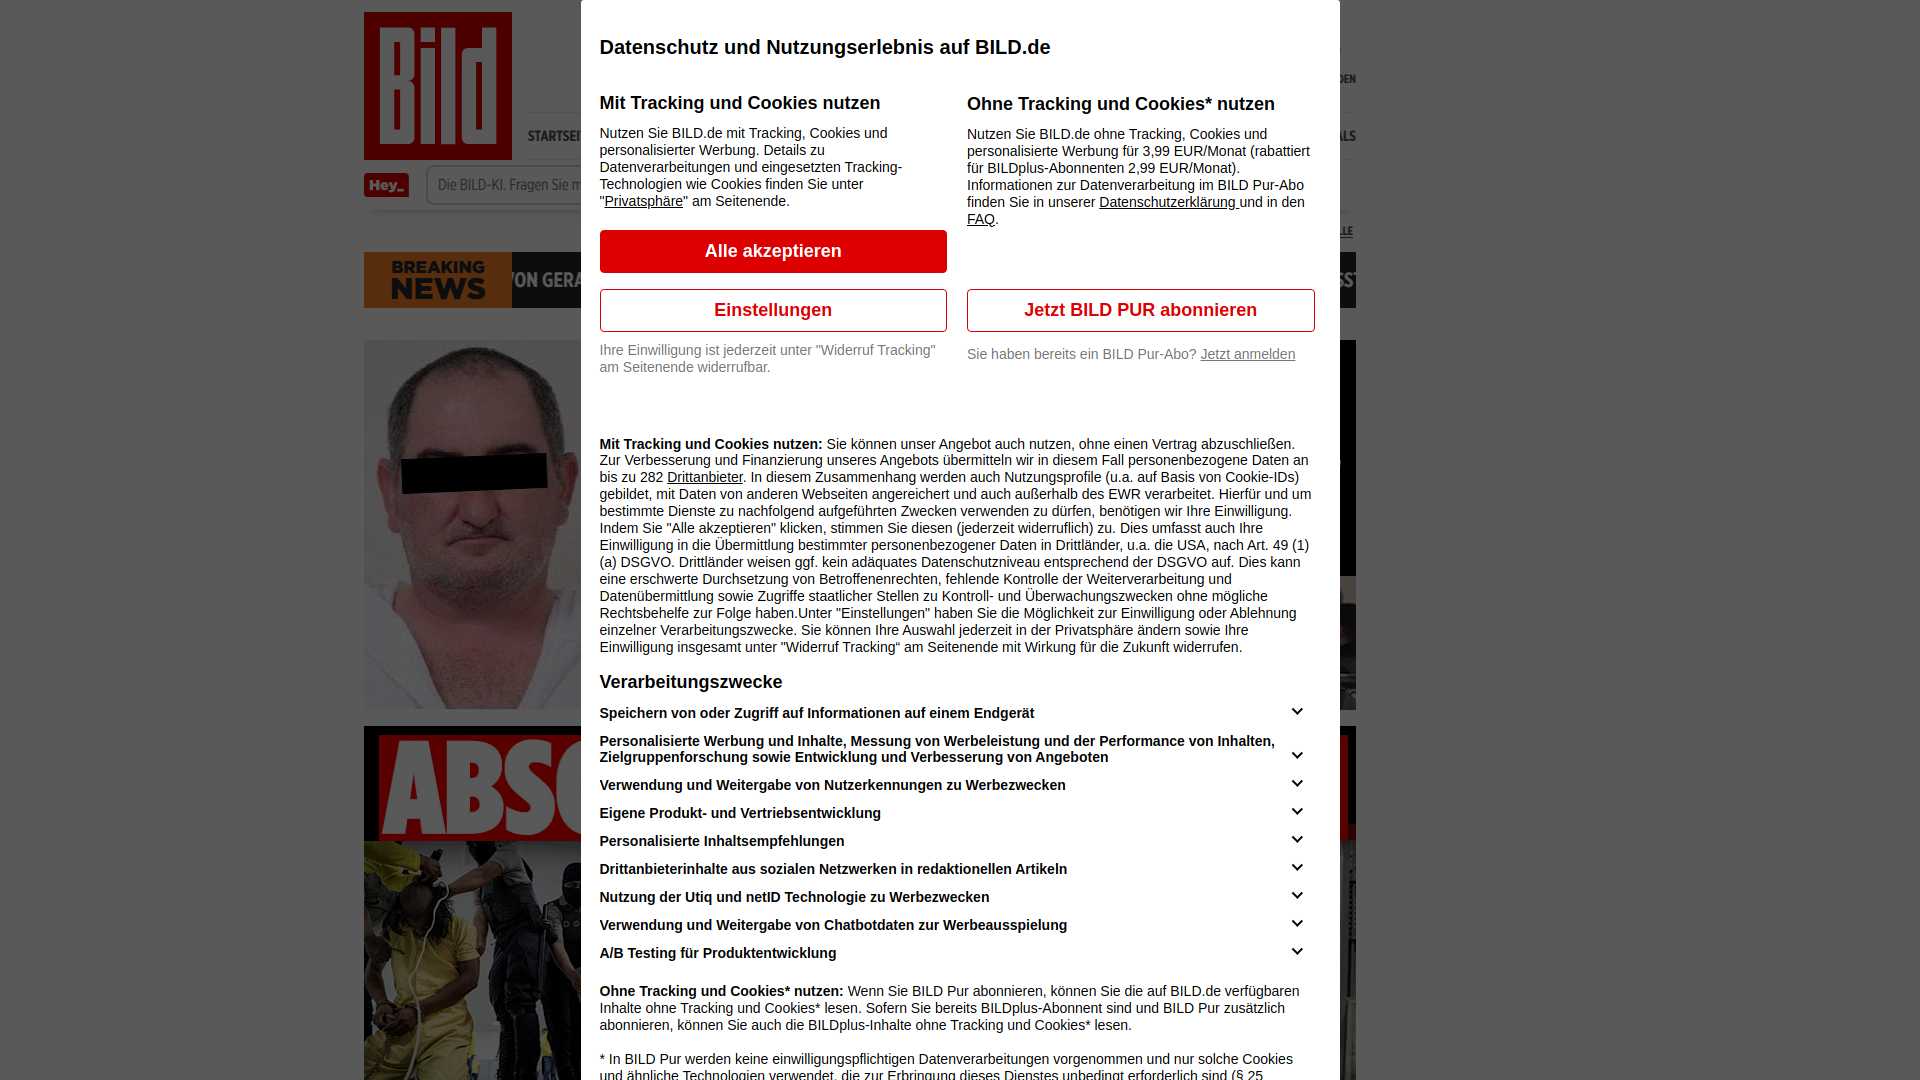 Bild
STARTSEI
Hey_
Die BILD-KI. Fragen Sie m
BREAKING
NEWS
VON GERA
ABSC
Datenschutz und Nutzungserlebnis auf BILD.de
Mit Tracking und Cookies nutzen
Nutzen Sie BILD.de mit Tracking, Cookies und
personalisierter Werbung. Details zu
Datenverarbeitungen und eingesetzten Tracking-
Technologien wie Cookies finden Sie unter
"Privatsphäre" am Seitenende.
Alle akzeptieren
Einstellungen
Ihre Einwilligung ist jederzeit unter "Widerruf Tracking"
am Seitenende widerrufbar.
Ohne Tracking und Cookies* nutzen
Nutzen Sie BILD.de ohne Tracking, Cookies und
personalisierte Werbung für 3,99 EUR/Monat (rabattiert
für BILDplus-Abonnenten 2,99 EUR/Monat).
Informationen zur Datenverarbeitung im BILD Pur-Abo
finden Sie in unserer Datenschutzerklärung und in den
FAQ.
Jetzt BILD PUR abonnieren
Sie haben bereits ein BILD Pur-Abo? Jetzt anmelden
Mit Tracking und Cookies nutzen: Sie können unser Angebot auch nutzen, ohne einen Vertrag abzuschließen.
Zur Verbesserung und Finanzierung unseres Angebots übermitteln wir in diesem Fall personenbezogene Daten an
bis zu 282 Drittanbieter. In diesem Zusammenhang werden auch Nutzungsprofile (u.a. auf Basis von Cookie-IDs)
gebildet, mit Daten von anderen Webseiten angereichert und auch außerhalb des EWR verarbeitet. Hierfür und um
bestimmte Dienste zu nachfolgend aufgeführten Zwecken verwenden zu dürfen, benötigen wir Ihre Einwilligung.
Indem Sie "Alle akzeptieren" klicken, stimmen Sie diesen (jederzeit widerruflich) zu. Dies umfasst auch Ihre
Einwilligung in die Übermittlung bestimmter personenbezogener Daten in Drittländer, u.a. die USA, nach Art. 49 (1)
(a) DSGVO. Drittländer weisen ggf. kein adäquates Datenschutzniveau entsprechend der DSGVO auf. Dies kann
eine erschwerte Durchsetzung von Betroffenenrechten, fehlende Kontrolle der Weiterverarbeitung und
Datenübermittlung sowie Zugriffe staatlicher Stellen zu Kontroll- und Überwachungszwecken ohne mögliche
Rechtsbehelfe zur Folge haben.Unter "Einstellungen" haben Sie die Möglichkeit zur Einwilligung oder Ablehnung
einzelner Verarbeitungszwecke. Sie können Ihre Auswahl jederzeit in der Privatsphäre ändern sowie Ihre
Einwilligung insgesamt unter "Widerruf Tracking“ am Seitenende mit Wirkung für die Zukunft widerrufen.
Verarbeitungszwecke
Speichern von oder Zugriff auf Informationen auf einem Endgerät
Personalisierte Werbung und Inhalte, Messung von Werbeleistung und der Performance von Inhalten,
Zielgruppenforschung sowie Entwicklung und Verbesserung von Angeboten
Verwendung und Weitergabe von Nutzerkennungen zu Werbezwecken
Eigene Produkt- und Vertriebsentwicklung
Personalisierte Inhaltsempfehlungen
Drittanbieterinhalte aus sozialen Netzwerken in redaktionellen Artikeln
Nutzung der Utiq und netID Technologie zu Werbezwecken
Verwendung und Weitergabe von Chatbotdaten zur Werbeausspielung
A/B Testing für Produktentwicklung
Ohne Tracking und Cookies* nutzen: Wenn Sie BILD Pur abonnieren, können Sie die auf BILD.de verfügbaren
Inhalte ohne Tracking und Cookies* lesen. Sofern Sie bereits BILDplus-Abonnent sind und BILD Pur zusätzlich
abonnieren, können Sie auch die BILDplus-Inhalte ohne Tracking und Cookies* lesen.
* In BILD Pur werden keine einwilligungspflichtigen Datenverarbeitungen vorgenommen und nur solche Cookies
und ähnliche Technologien verwendet, die zur Erbringung dieses Dienstes unbedingt erforderlich sind (§ 25